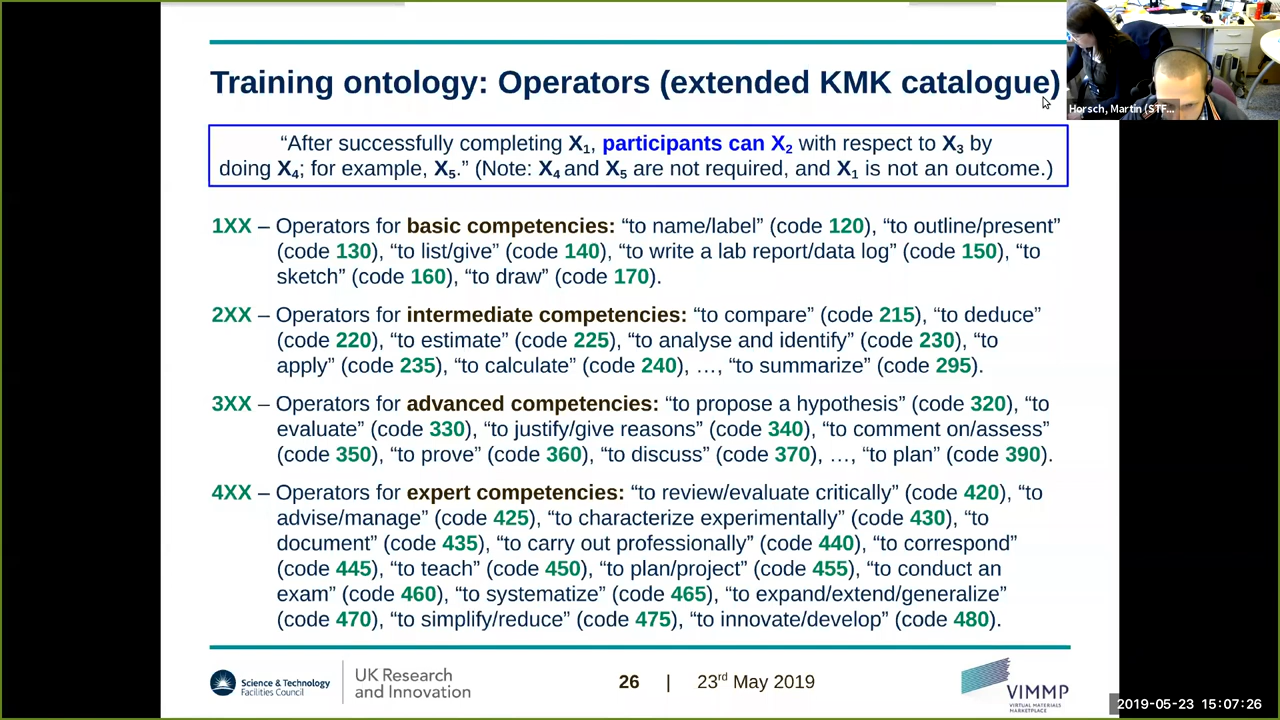 Training ontology: Operators (extended KMK catalogue)
Horsch, Martin (STF...
“After successfully completing X₁, participants can X₂ with respect to X₃ by
doing X₄; for example, X₅.” (Note: X₄ and X₅ are not required, and X₁ is not an outcome.)
1XX – Operators for basic competencies: “to name/label” (code 120), “to outline/present”
(code 130), “to list/give” (code 140), “to write a lab report/data log” (code 150), “to
sketch” (code 160), “to draw” (code 170).
2XX – Operators for intermediate competencies: “to compare” (code 215), “to deduce”
(code 220), “to estimate” (code 225), “to analyse and identify” (code 230), “to
apply” (code 235), “to calculate” (code 240), …, “to summarize” (code 295).
3XX – Operators for advanced competencies: “to propose a hypothesis” (code 320), “to
evaluate” (code 330), “to justify/give reasons” (code 340), “to comment on/assess”
(code 350), “to prove” (code 360), “to discuss” (code 370), …, “to plan” (code 390).
4XX – Operators for expert competencies: “to review/evaluate critically” (code 420), “to
advise/manage” (code 425), “to characterize experimentally” (code 430), “to
document” (code 435), “to carry out professionally” (code 440), “to correspond”
(code 445), “to teach” (code 450), “to plan/project” (code 455), “to conduct an
exam” (code 460), “to systematize” (code 465), “to expand/extend/generalize”
(code 470), “to simplify/reduce” (code 475), “to innovate/develop” (code 480).
Science & Technology
Facilities Council
UK Research
and Innovation
26 | 23rd May 2019
VIMMP
VIRTUAL MATERIALS
MARKETPLACE
2019-05-23 15:07:26